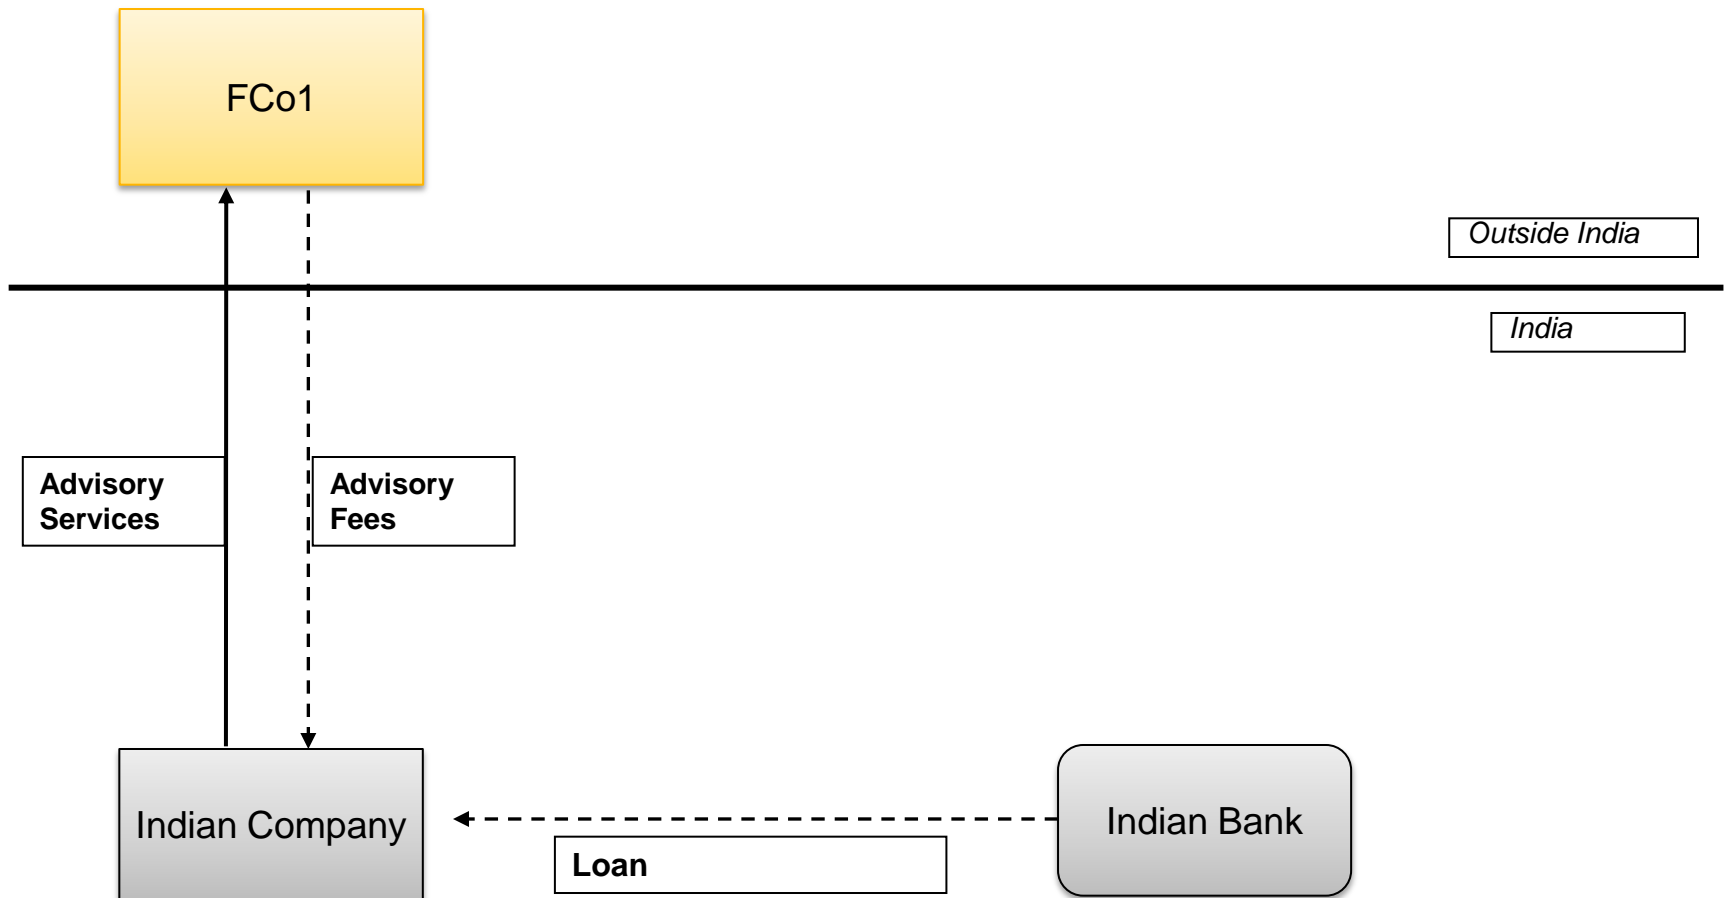 FCo1
Outside India
India
Advisory
Services
Advisory
Fees
Indian Company
Indian Bank
Loan